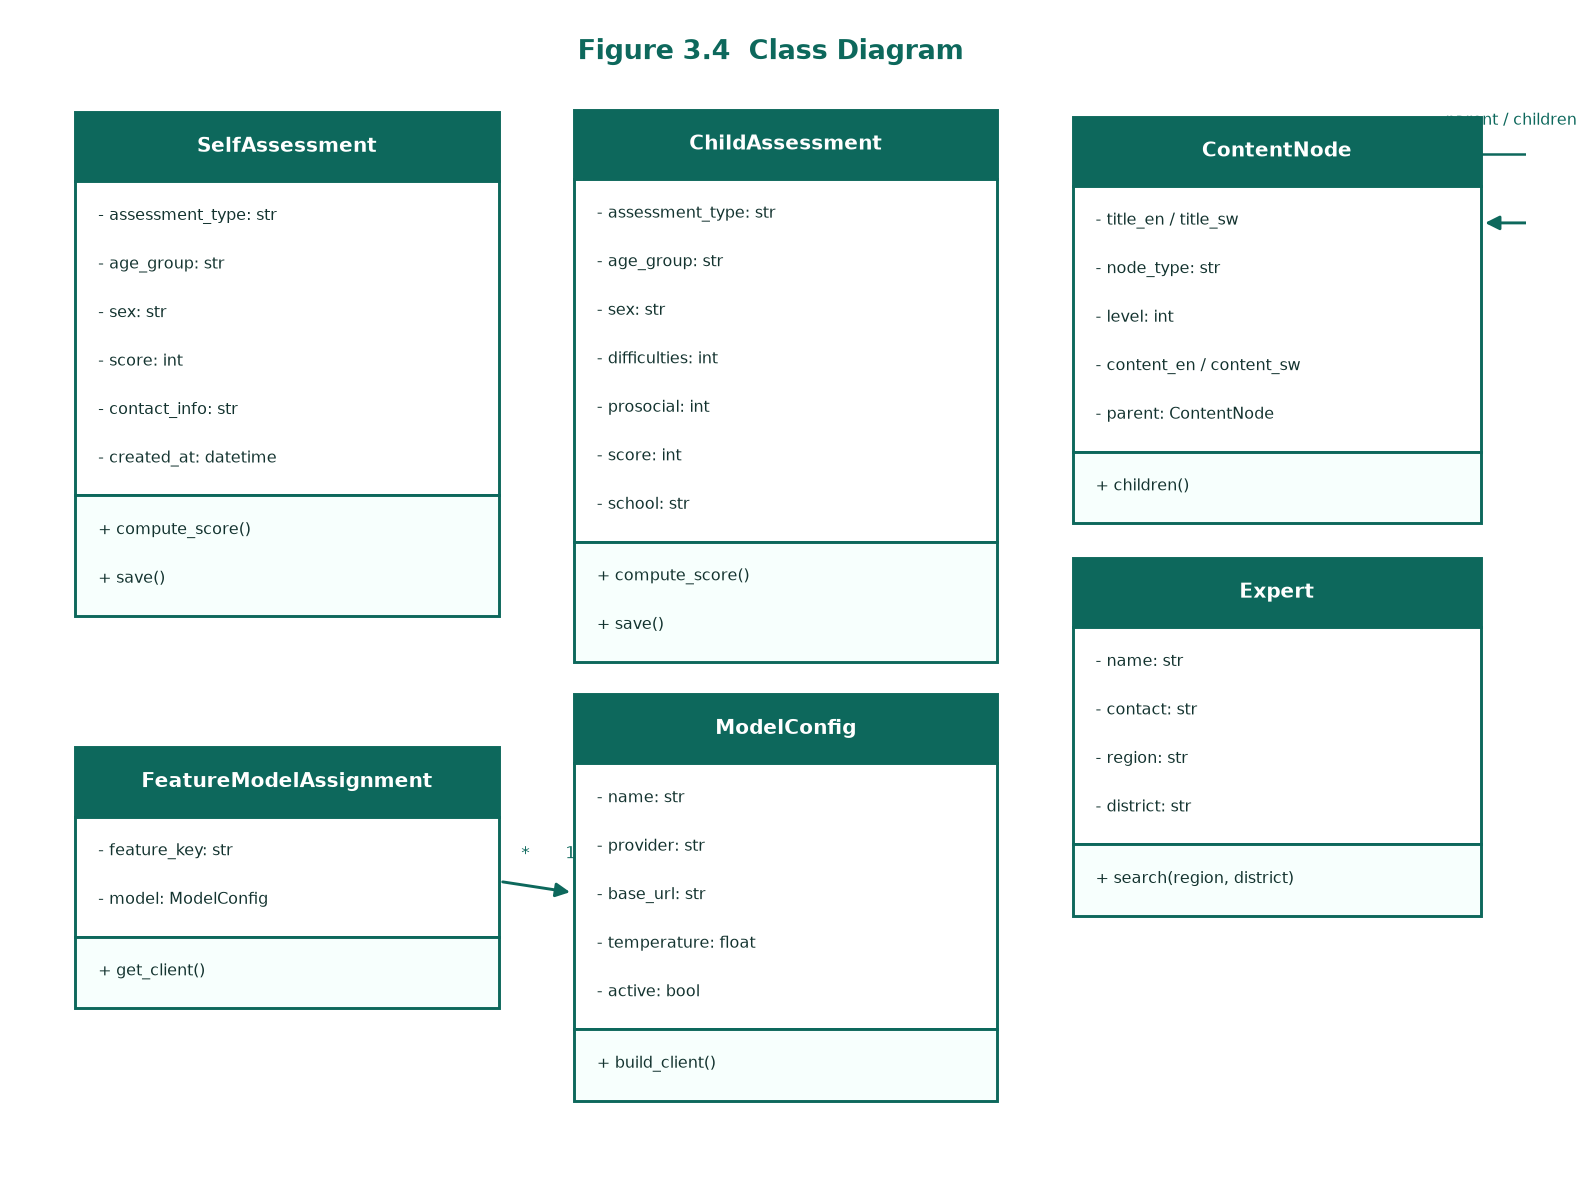 Figure 3.4  Class Diagram
SelfAssessment
- assessment_type: str
- age_group: str
- sex: str
- score: int
- contact_info: str
- created_at: datetime
+ compute_score()
+ save()
ChildAssessment
- assessment_type: str
- age_group: str
- sex: str
- difficulties: int
- prosocial: int
- score: int
- school: str
+ compute_score()
+ save()
parent / children
ContentNode
- title_en / title_sw
- node_type: str
- level: int
- content_en / content_sw
- parent: ContentNode
+ children()
Expert
- name: str
- contact: str
- region: str
- district: str
+ search(region, district)
FeatureModelAssignment
- feature_key: str
- model: ModelConfig
+ get_client()
* 1
ModelConfig
- name: str
- provider: str
- base_url: str
- temperature: float
- active: bool
+ build_client()